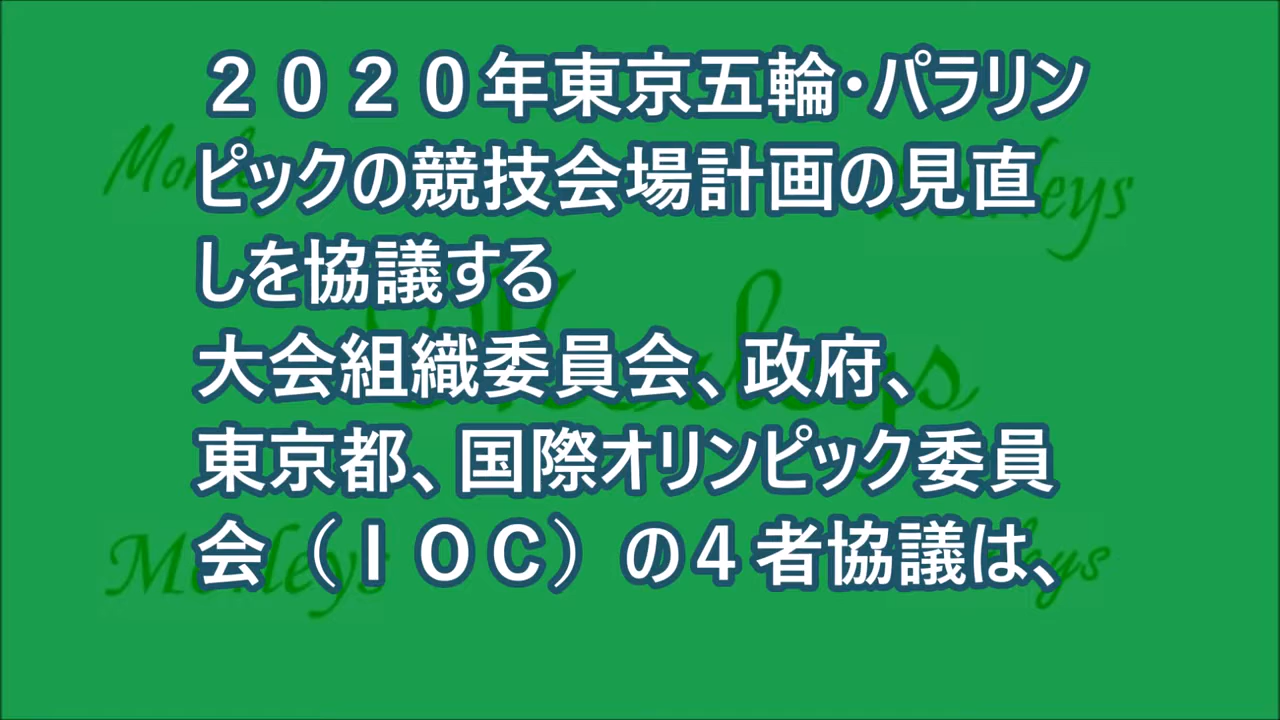 ２０２０年東京五輪・パラリン
ピックの競技会場計画の見直
しを協議する
大会組織委員会、政府、
東京都、国際オリンピック委員
会（ＩＯＣ）の４者協議は、